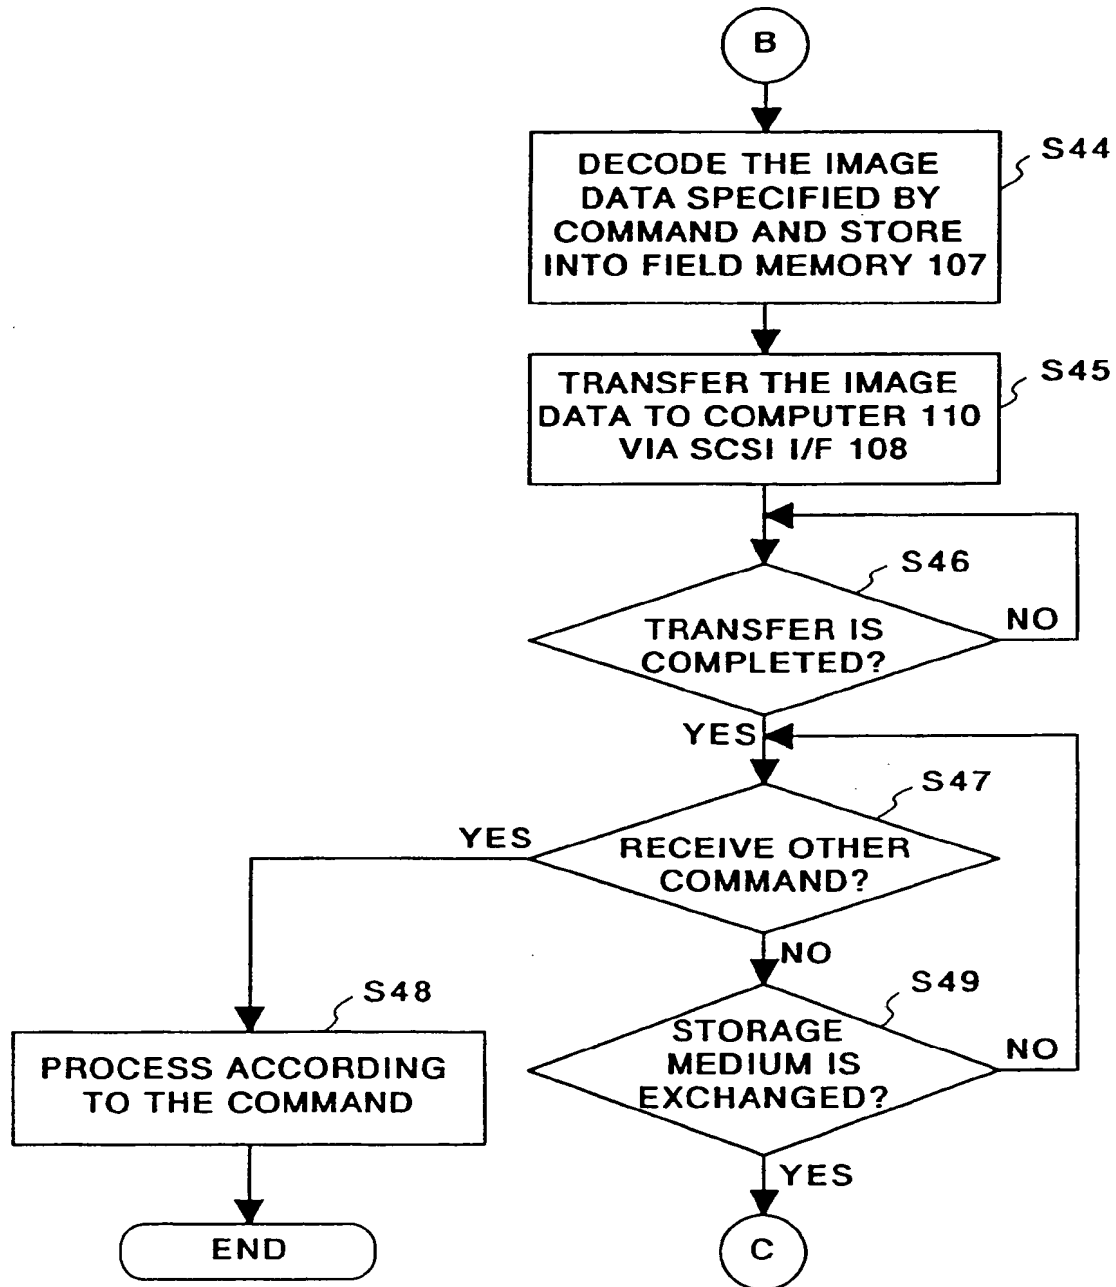 B
S44
DECODE THE IMAGE
DATA SPECIFIED BY
COMMAND AND STORE
INTO FIELD MEMORY 107
S45
TRANSFER THE IMAGE
DATA TO COMPUTER 110
VIA SCSI I/F 108
S46
TRANSFER IS
COMPLETED?
NO
YES
S47
RECEIVE OTHER
COMMAND?
YES
NO
S48
PROCESS ACCORDING
TO THE COMMAND
S49
STORAGE
MEDIUM IS
EXCHANGED?
NO
YES
END
C